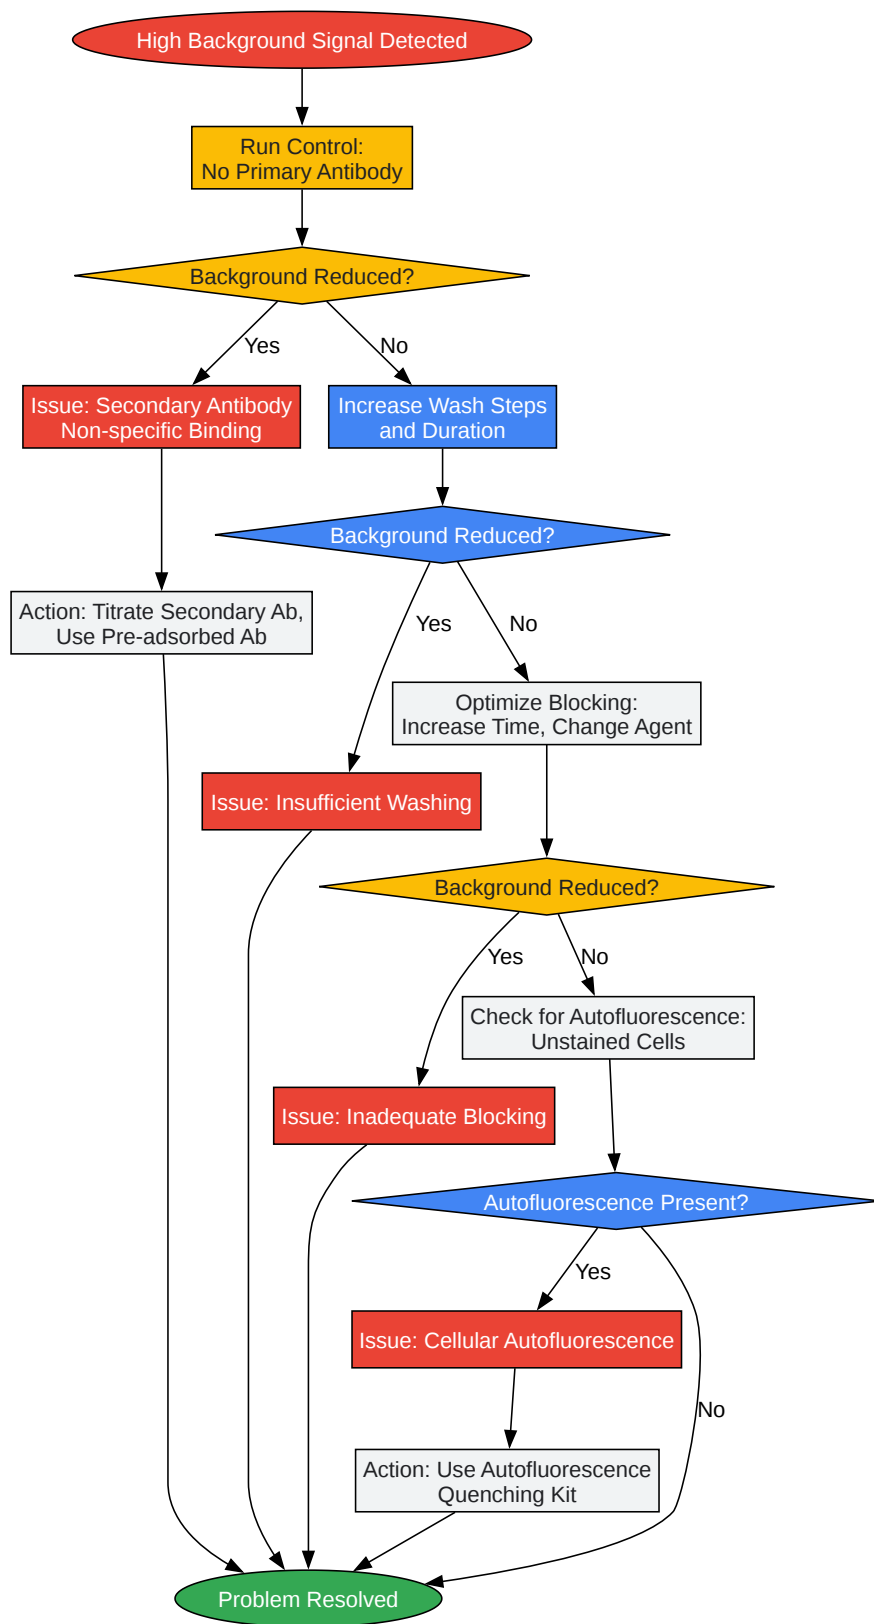 High Background Signal Detected
Run Control:
No Primary Antibody
Background Reduced?
Yes
No
Issue: Secondary Antibody
Non-specific Binding
Increase Wash Steps
and Duration
Background Reduced?
Action: Titrate Secondary Ab,
Use Pre-adsorbed Ab
Yes
No
Optimize Blocking:
Increase Time, Change Agent
Issue: Insufficient Washing
Background Reduced?
Yes
No
Check for Autofluorescence:
Unstained Cells
Issue: Inadequate Blocking
Autofluorescence Present?
Yes
Issue: Cellular Autofluorescence
No
Action: Use Autofluorescence
Quenching Kit
Problem Resolved